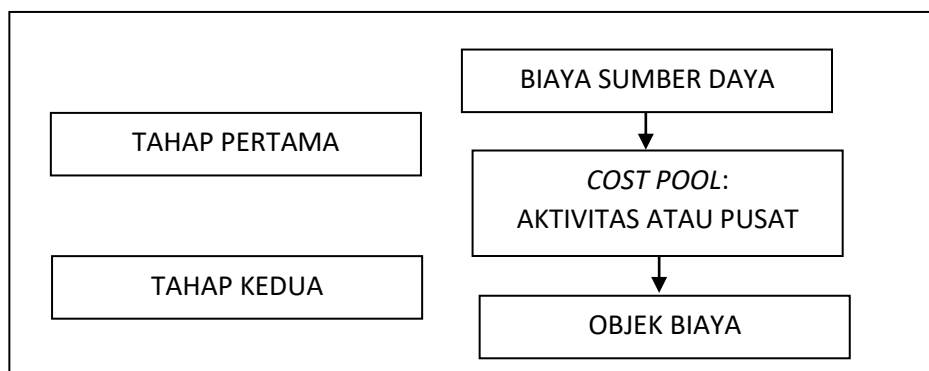 BIAYA SUMBER DAYA
TAHAP PERTAMA
COST POOL:
AKTIVITAS ATAU PUSAT
TAHAP KEDUA
OBJEK BIAYA